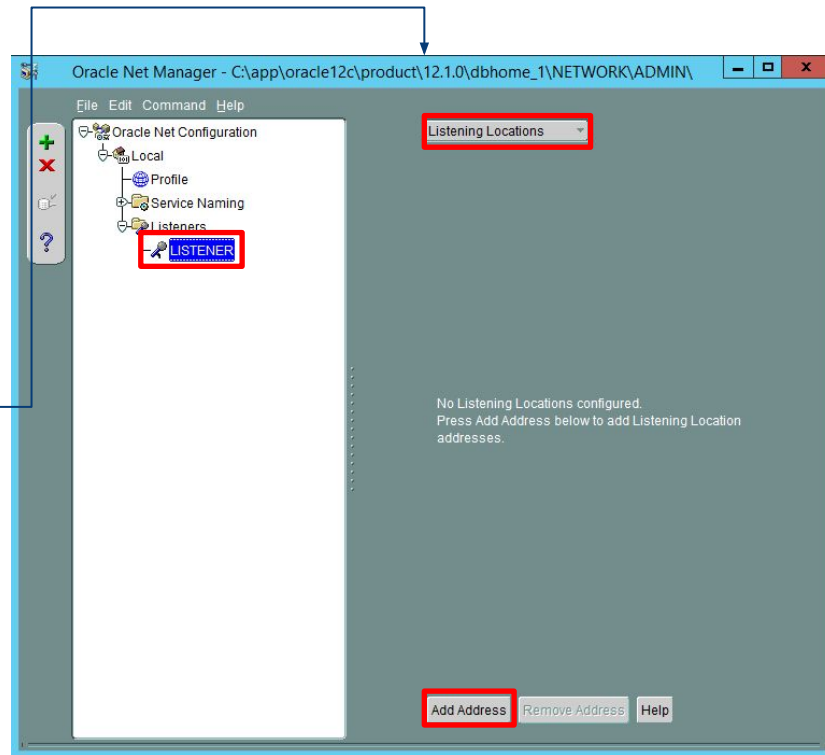 Oracle Net Manager - C:\app\oracle12c\product\12.1.0\dbhome_1\NETWORK\ADMIN\
File Edit Command Help
Oracle Net Configuration
Local
Profile
Service Naming
Listeners
LISTENER
Listening Locations
No Listening Locations configured.
Press Add Address below to add Listening Location
addresses.
Add Address Remove Address Help